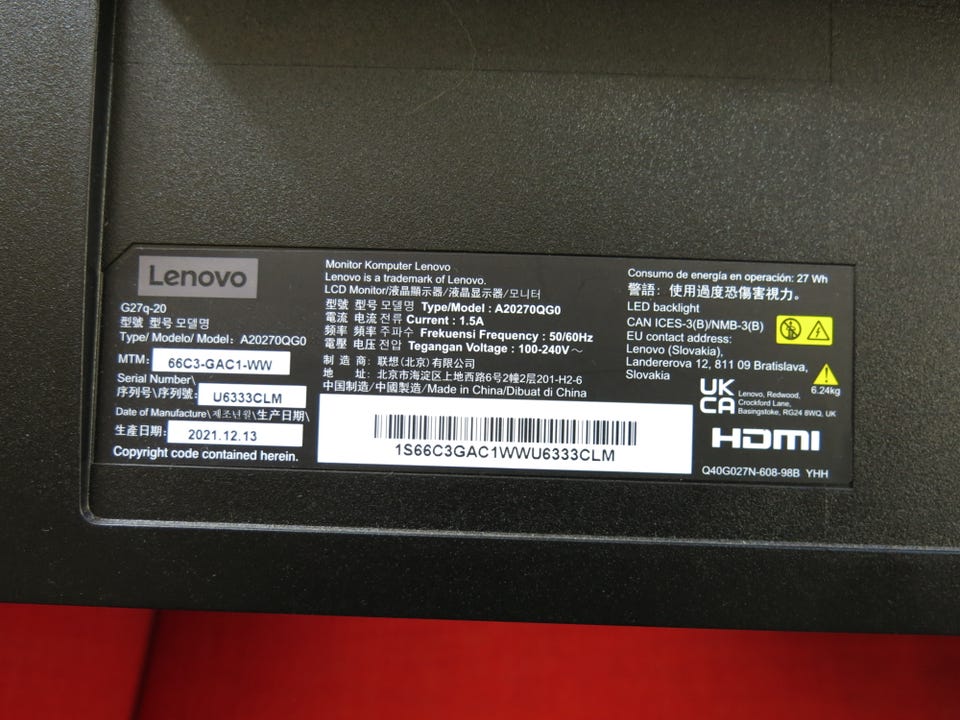 Lenovo
G27q-20
型號 型号 모델명
Type/ Modelo/ Model: A20270QG0
MTM: 66C3-GAC1-WW
Serial Number\
序列号\序列號: U6333CLM
Date of Manufacture\제조년월\生产日期\
生產日期: 2021.12.13
Copyright code contained herein.
Monitor Komputer Lenovo
Lenovo is a trademark of Lenovo.
LCD Monitor/液晶顯示器/液晶显示器/モニター
型號 型号 모델명 Type/Model : A20270QG0
電流 电流 전류 Current : 1.5A
頻率 频率 주파수 Frekuensi Frequency : 50/60Hz
電壓 电压 전압 Tegangan Voltage : 100-240V～
制 造 商: 联想(北京)有限公司
地 址: 北京市海淀区上地西路6号2幢2层201-H2-6
中国制造/中國製造/Made in China/Dibuat di China
1S66C3GAC1WWU6333CLM
Consumo de energía en operación: 27 Wh
警語: 使用過度恐傷害視力。
LED backlight
CAN ICES-3(B)/NMB-3(B)
EU contact address:
Lenovo (Slovakia),
Landererova 12, 811 09 Bratislava,
Slovakia
6.24kg
UK
CA
Lenovo, Redwood,
Crockford Lane,
Basingstoke, RG24 8WQ, UK
HDMI
Q40G027N-608-98B YHH